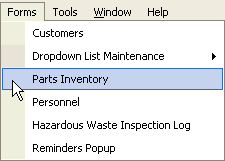 Forms Tools Window Help
Customers
Dropdown List Maintenance
Parts Inventory
Personnel
Hazardous Waste Inspection Log
Reminders Popup